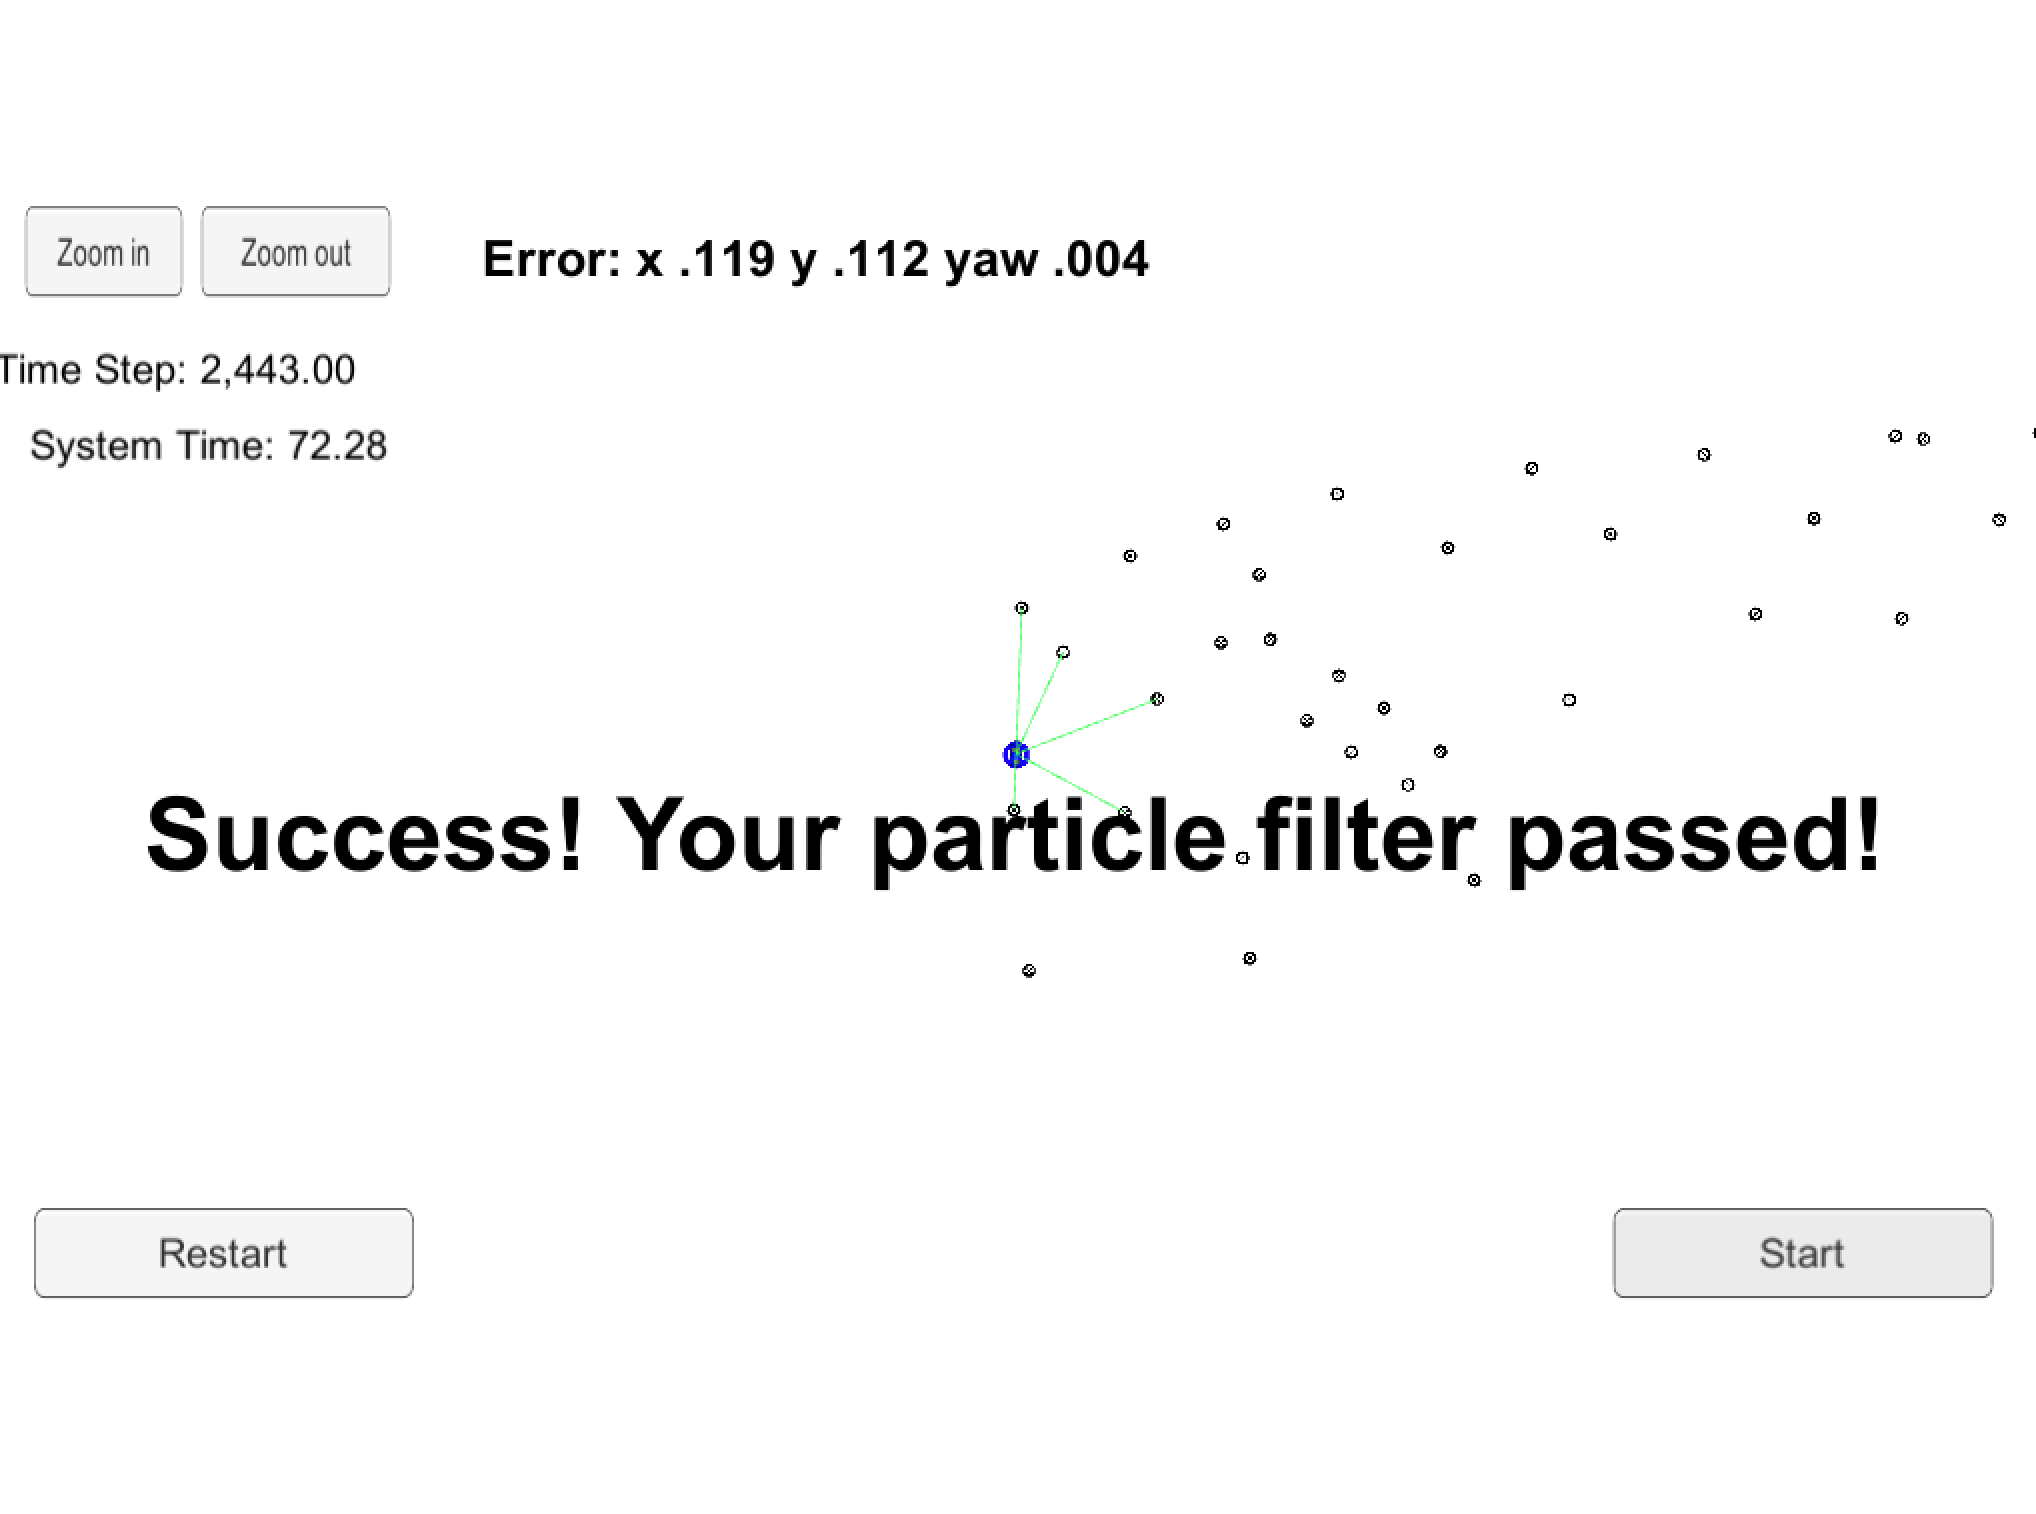 Zoom in Zoom out Error: x .119 y .112 yaw .004
Time Step: 2,443.00
System Time: 72.28
Success! Your particle filter passed!
Restart Start